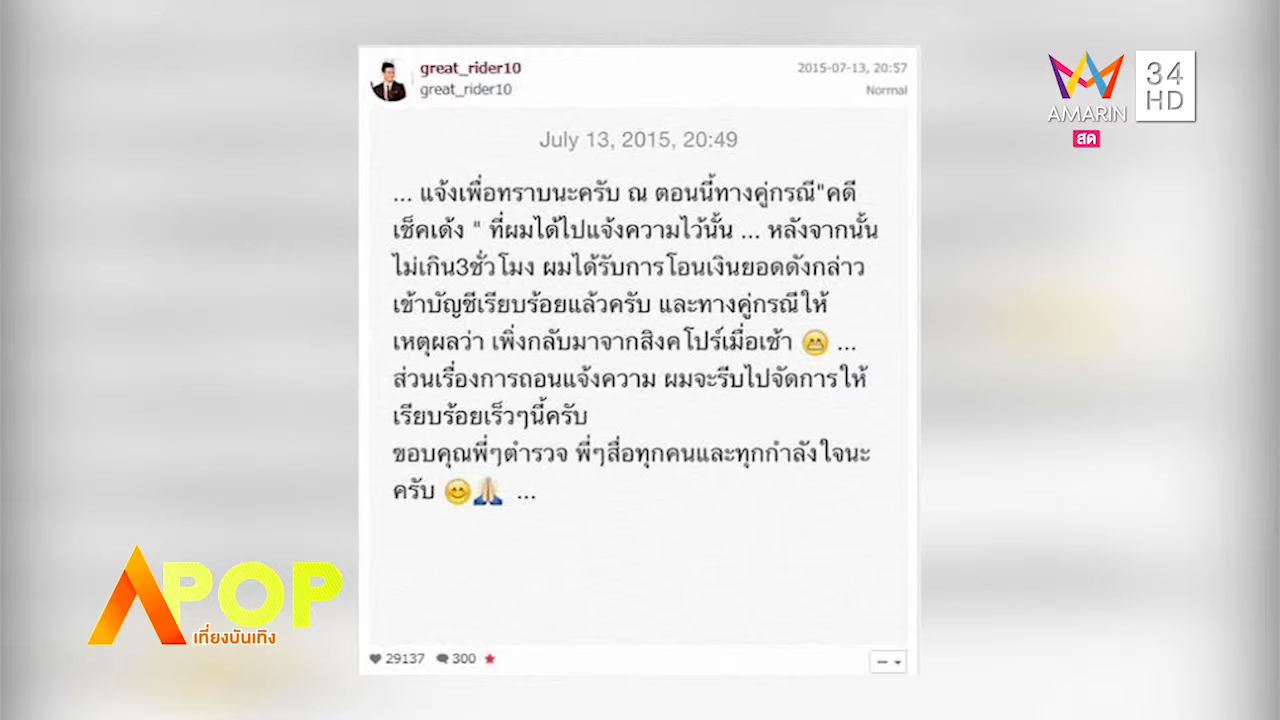 great_rider10
great_rider10
2015-07-13, 20:57
Normal
July 13, 2015, 20:49
... แจ้งเพื่อทราบนะครับ ณ ตอนนี้ทางคู่กรณี"คดี
เช็คเด้ง " ที่ผมได้ไปแจ้งความไว้นั้น ... หลังจากนั้น
ไม่เกิน3ชั่วโมง ผมได้รับการโอนเงินยอดดังกล่าว
เข้าบัญชีเรียบร้อยแล้วครับ และทางคู่กรณีให้
เหตุผลว่า เพิ่งกลับมาจากสิงคโปร์เมื่อเช้า 😁 ...
ส่วนเรื่องการถอนแจ้งความ ผมจะรีบไปจัดการให้
เรียบร้อยเร็วๆนี้ครับ
ขอบคุณพี่ๆตำรวจ พี่ๆสื่อทุกคนและทุกกำลังใจนะ
ครับ 😊🙏 ...
29137 300
AMARIN
34
HD
สด
APOP
เที่ยงบันเทิง